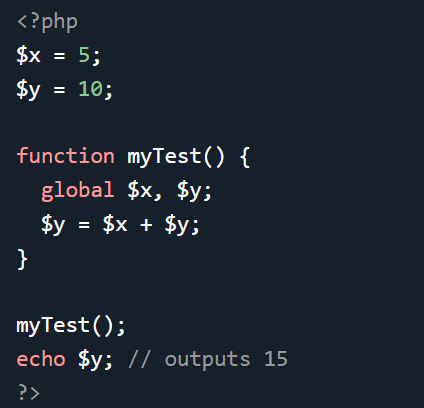 <?php
$x = 5;
$y = 10;

function myTest() {
  global $x, $y;
  $y = $x + $y;
}

myTest();
echo $y; // outputs 15
?>